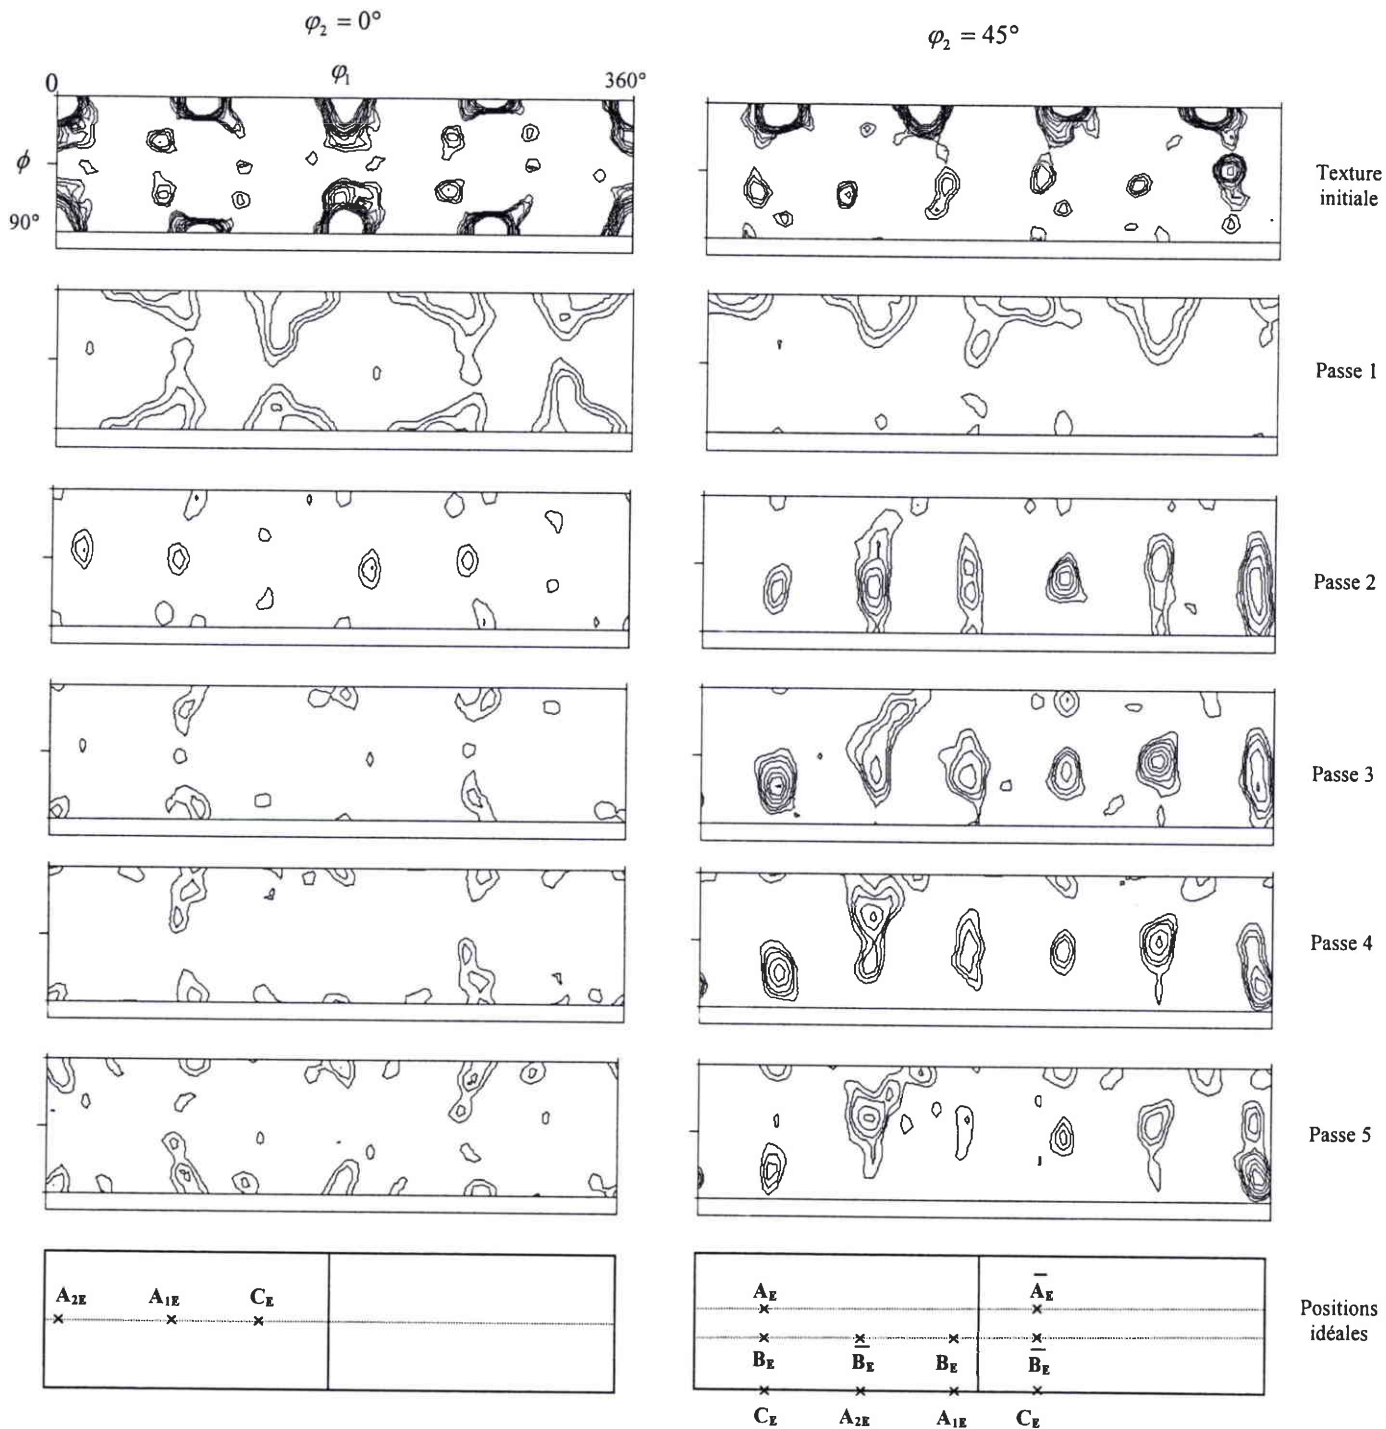 φ₂ = 0°
φ₂ = 45°
0 φ₁ 360°
ϕ
90°
Texture
initiale
Passe 1
Passe 2
Passe 3
Passe 4
Passe 5
A₂E A₁E CE
AE A̅E
BE B̅E BE B̅E
CE A₂E A₁E CE
Positions
idéales